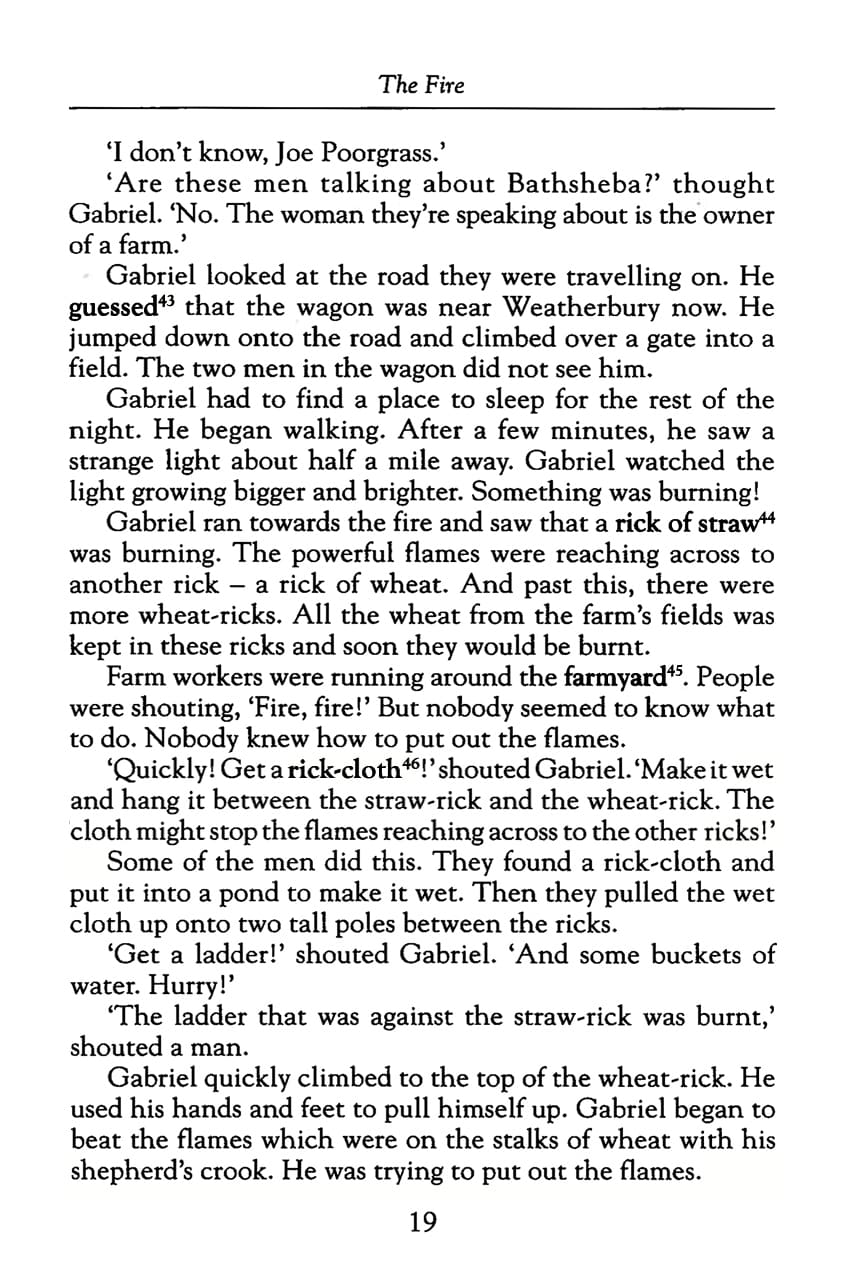 The Fire
‘I don’t know, Joe Poorgrass.’
‘Are these men talking about Bathsheba?’ thought
Gabriel. ‘No. The woman they’re speaking about is the owner
of a farm.’
Gabriel looked at the road they were travelling on. He
guessed⁴³ that the wagon was near Weatherbury now. He
jumped down onto the road and climbed over a gate into a
field. The two men in the wagon did not see him.
Gabriel had to find a place to sleep for the rest of the
night. He began walking. After a few minutes, he saw a
strange light about half a mile away. Gabriel watched the
light growing bigger and brighter. Something was burning!
Gabriel ran towards the fire and saw that a rick of straw⁴⁴
was burning. The powerful flames were reaching across to
another rick – a rick of wheat. And past this, there were
more wheat-ricks. All the wheat from the farm’s fields was
kept in these ricks and soon they would be burnt.
Farm workers were running around the farmyard⁴⁵. People
were shouting, ‘Fire, fire!’ But nobody seemed to know what
to do. Nobody knew how to put out the flames.
‘Quickly! Get a rick-cloth⁴⁶!’ shouted Gabriel. ‘Make it wet
and hang it between the straw-rick and the wheat-rick. The
cloth might stop the flames reaching across to the other ricks!’
Some of the men did this. They found a rick-cloth and
put it into a pond to make it wet. Then they pulled the wet
cloth up onto two tall poles between the ricks.
‘Get a ladder!’ shouted Gabriel. ‘And some buckets of
water. Hurry!’
‘The ladder that was against the straw-rick was burnt,’
shouted a man.
Gabriel quickly climbed to the top of the wheat-rick. He
used his hands and feet to pull himself up. Gabriel began to
beat the flames which were on the stalks of wheat with his
shepherd’s crook. He was trying to put out the flames.
19